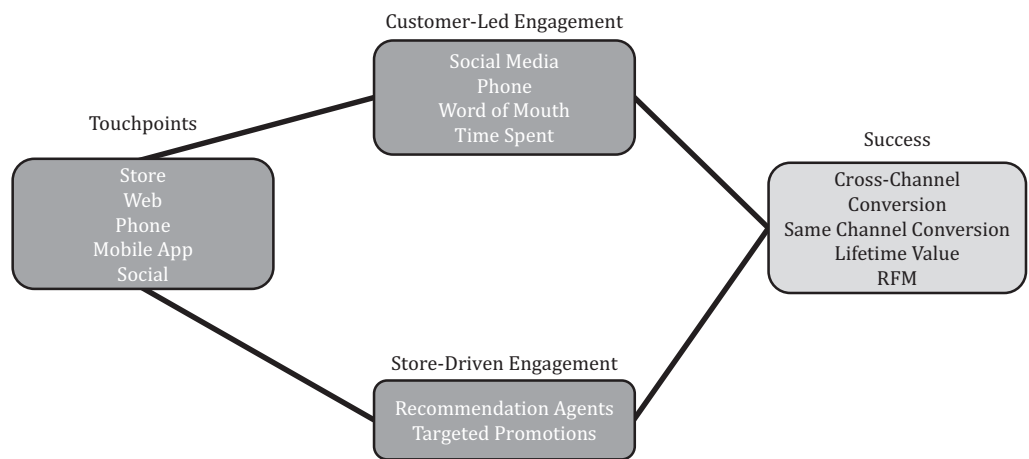 Customer-Led Engagement
Social Media
Phone
Word of Mouth
Time Spent
Touchpoints
Store
Web
Phone
Mobile App
Social
Success
Cross-Channel
Conversion
Same Channel Conversion
Lifetime Value
RFM
Store-Driven Engagement
Recommendation Agents
Targeted Promotions